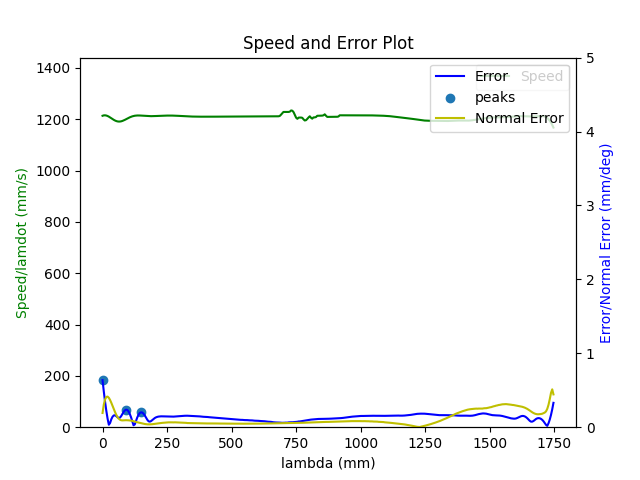 Speed and Error Plot
Speed/lamdot (mm/s)
1400
1200
1000
800
600
400
200
0
Error
Speed
peaks
Normal Error
5
4
3
2
1
0
Error/Normal Error (mm/deg)
0 250 500 750 1000 1250 1500 1750
lambda (mm)